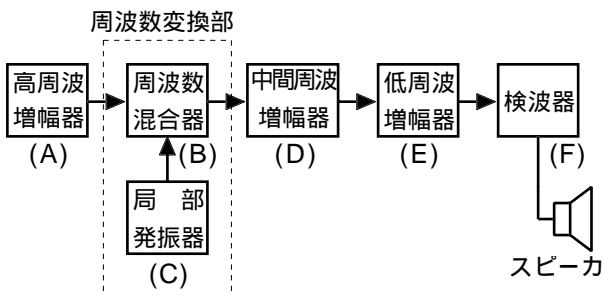 周波数変換部
高周波
増幅器
(A)
周波数
混合器
(B)
局　部
発振器
(C)
中間周波
増幅器
(D)
低周波
増幅器
(E)
検波器
(F)
スピーカ